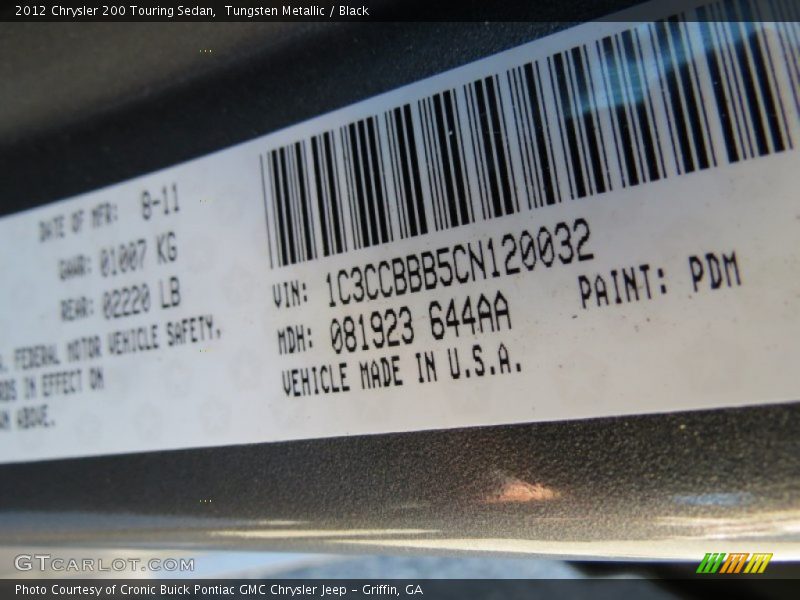 2012 Chrysler 200 Touring Sedan,  Tungsten Metallic / Black
DATE OF MFR: 8-11
GAWR: 01007 KG
REAR: 02220 LB
FEDERAL MOTOR VEHICLE SAFETY,
IN EFFECT ON
ABOVE.
VIN: 1C3CCBBB5CN120032
MDH: 081923 644AA
PAINT: PDM
VEHICLE MADE IN U.S.A.
GTCARLOT.COM
Photo Courtesy of Cronic Buick Pontiac GMC Chrysler Jeep - Griffin, GA